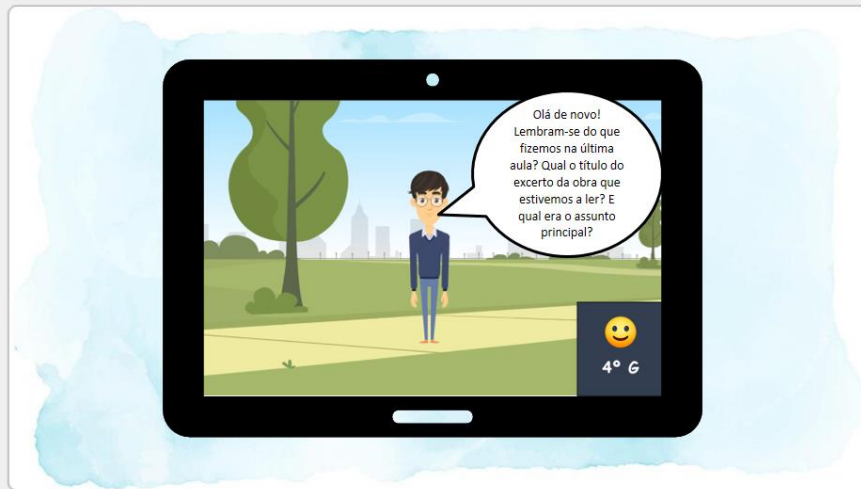 Olá de novo!
Lembram-se do que
fizemos na última
aula? Qual o título do
excerto da obra que
estivemos a ler? E
qual era o assunto
principal?
4º G